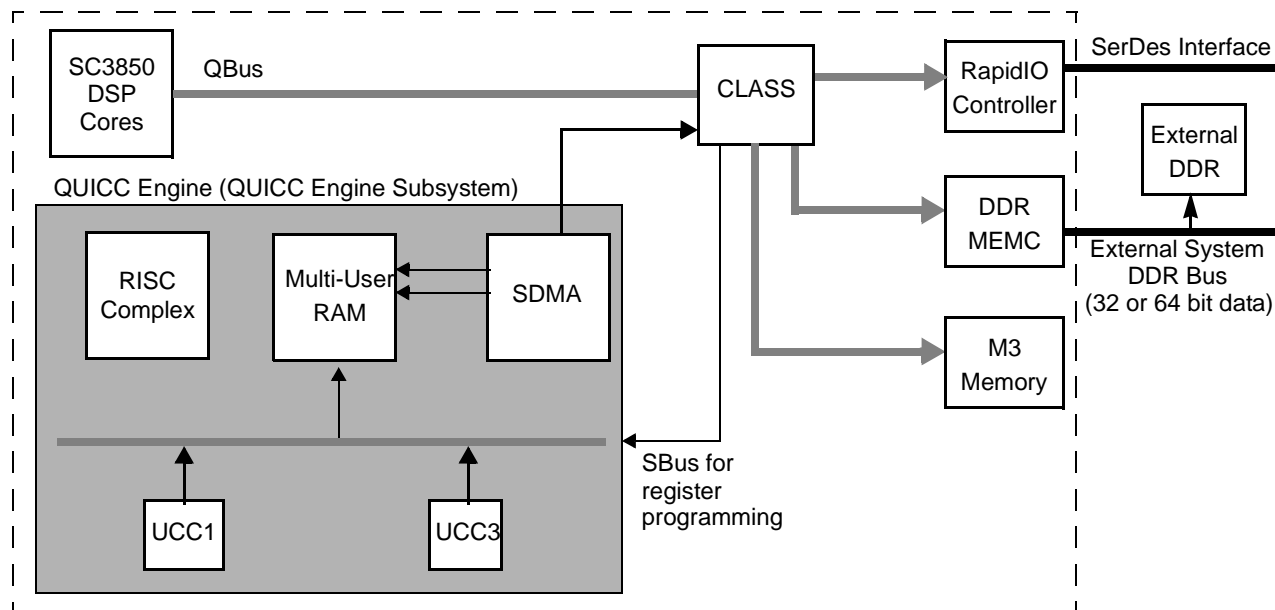 SC3850
DSP
Cores
QBus
CLASS
RapidIO
Controller
SerDes Interface
External
DDR
QUICC Engine (QUICC Engine Subsystem)
RISC
Complex
Multi-User
RAM
SDMA
DDR
MEMC
External System
DDR Bus
(32 or 64 bit data)
M3
Memory
SBus for
register
programming
UCC1
UCC3